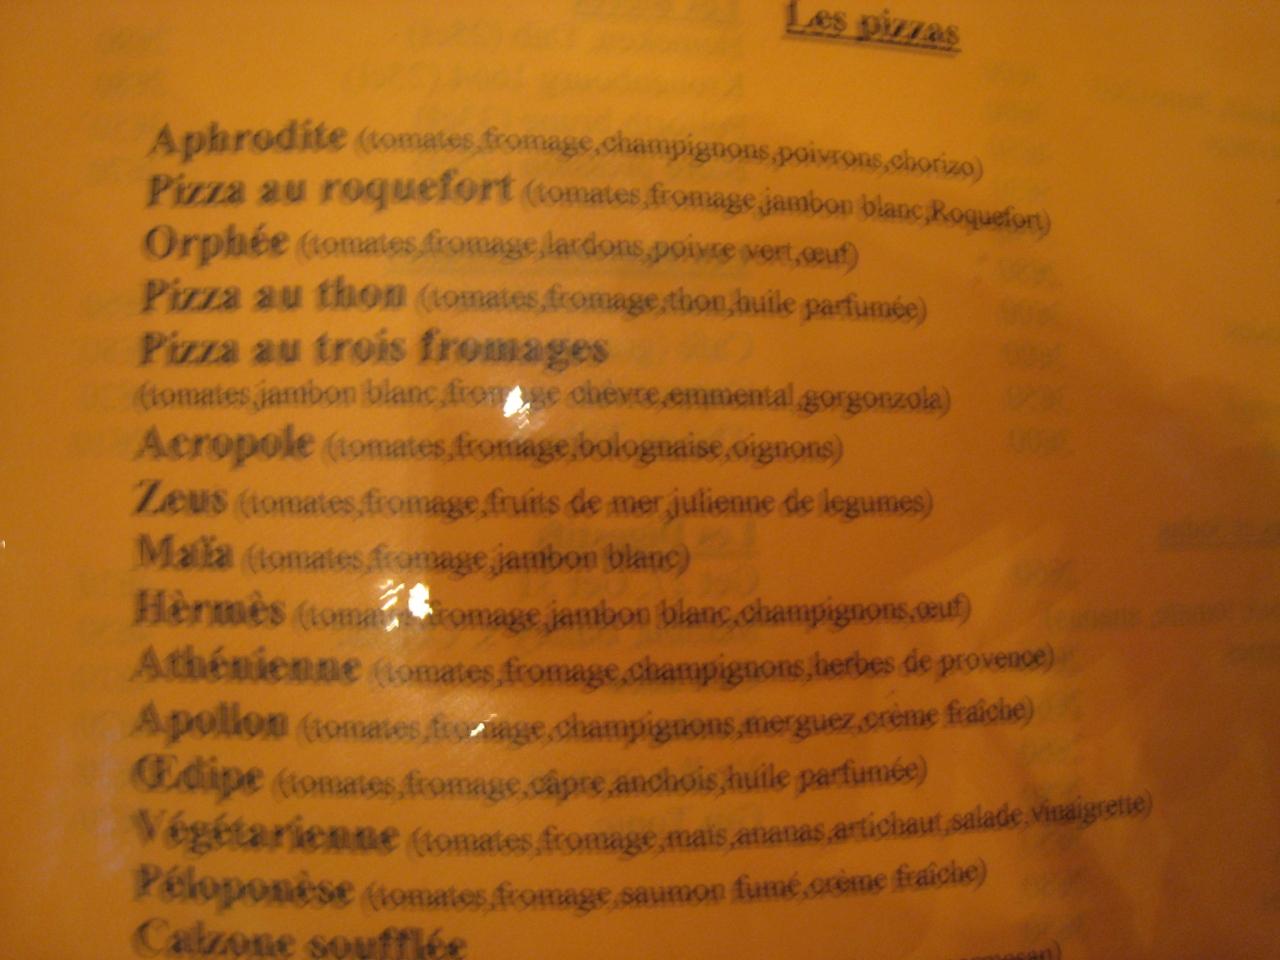 Les pizzas
Aphrodite (tomates,fromage,champignons,poivrons,chorizo)
Pizza au roquefort (tomates,fromage,jambon blanc,Roquefort)
Orphée (tomates,fromage,lardons,poivre vert,œuf)
Pizza au thon (tomates,fromage,thon,huile parfumée)
Pizza au trois fromages
(tomates,jambon blanc,fromage chèvre,emmental,gorgonzola)
Acropole (tomates,fromage,bolognaise,oignons)
Zeus (tomates,fromage,fruits de mer,julienne de legumes)
Maïa (tomates,fromage,jambon blanc)
Hèrmês (tomates,fromage,jambon blanc,champignons,œuf)
Athénienne (tomates,fromage,champignons,herbes de provence)
Apollon (tomates,fromage,champignons,merguez,crème fraîche)
Œdipe (tomates,fromage,câpre,anchois,huile parfumée)
Végétarienne (tomates,fromage,maïs,ananas,artichaut,salade,vinaigrette)
Péloponèse (tomates,fromage,saumon fumé,crème fraîche)
Calzone soufflée